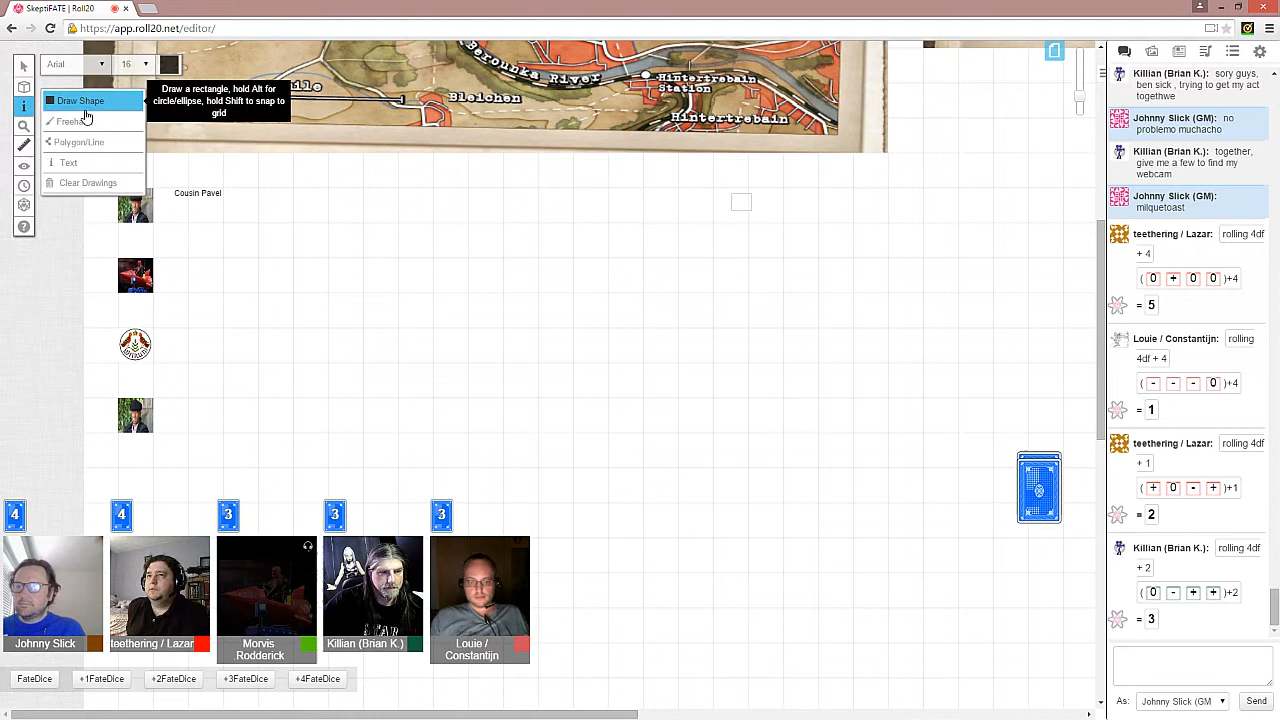 SkeptiFATE | Roll20
https://app.roll20.net/editor/
Arial
16
Draw a rectangle, hold Alt for
circle/ellipse, hold Shift to snap to
grid
Draw Shape
Polygon/Line
Text
Clear Drawings
Berounka River
Bleichen
Hintertrebain
Station
Hintertrebain
Cousin Pavel
4
4
3
3
3
Johnny Slick
teethering / Lazar
Morvis
Rodderick
Killian (Brian K.)
Louie /
Constantijn
FateDice
+1FateDice
+2FateDice
+3FateDice
+4FateDice
Killian (Brian K.): sory guys,
ben sick , trying to get my act
togetwe
Johnny Slick (GM): no
problemo muchacho
Killian (Brian K.): together,
give me a few to find my
webcam
Johnny Slick (GM):
milquetoast
teethering / Lazar: rolling 4df
+ 4
( 0 + 0 0 )+4
= 5
Louie / Constantijn: rolling
4df + 4
( - - - 0 )+4
= 1
teethering / Lazar: rolling 4df
+ 1
( + 0 - + )+1
= 2
Killian (Brian K.): rolling 4df
+ 2
( 0 - + + )+2
= 3
As: Johnny Slick (GM
Send